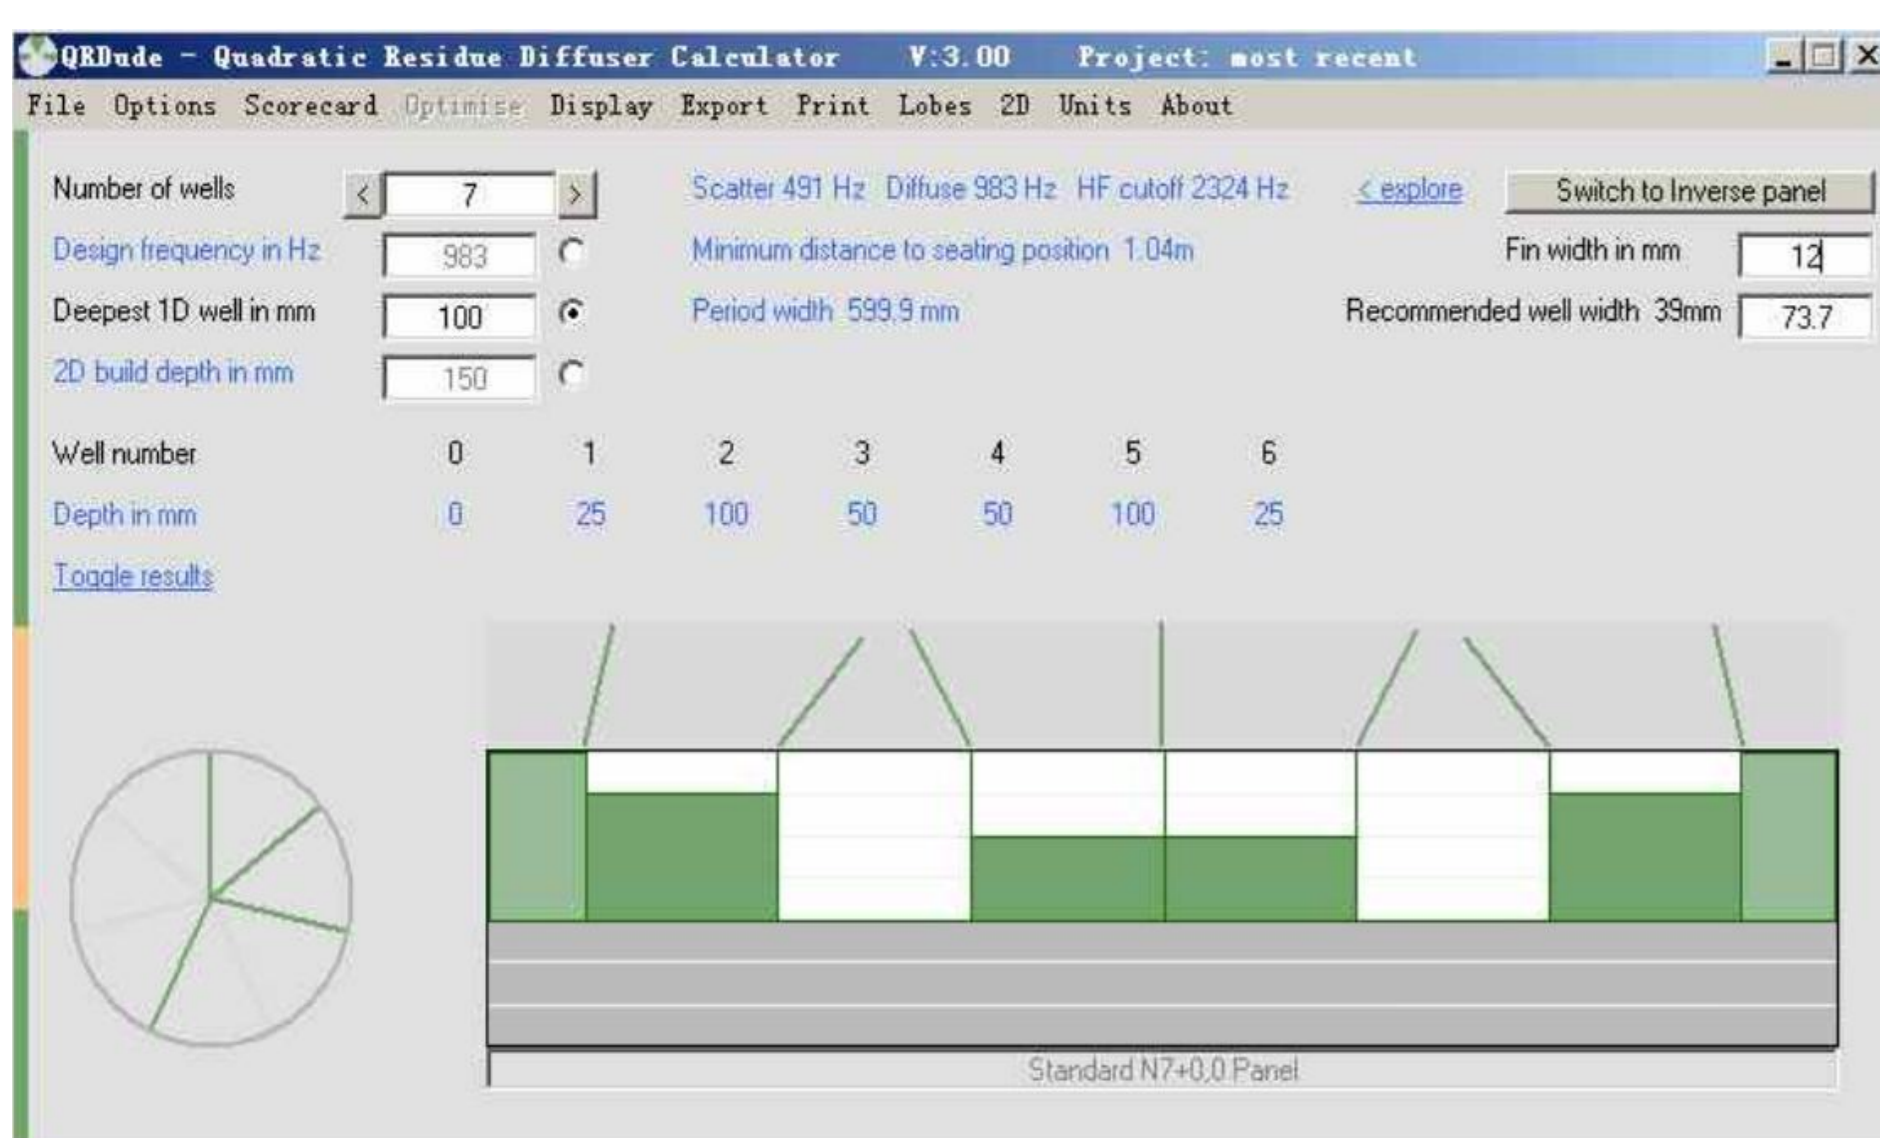 QRDude - Quadratic Residue Diffuser Calculator V:3.00 Project: most recent
File Options Scorecard Optimise Display Export Print Lobes 2D Units About
Number of wells < 7 > Scatter 491 Hz Diffuse 983 Hz HF cutoff 2324 Hz < explore Switch to Inverse panel
Design frequency in Hz 983 Minimum distance to seating position 1.04m Fin width in mm 12
Deepest 1D well in mm 100 Period width 599.9 mm Recommended well width 39mm 73.7
2D build depth in mm 150
Well number 0 1 2 3 4 5 6
Depth in mm 0 25 100 50 50 100 25
Toggle results
Standard N7+0,0 Panel